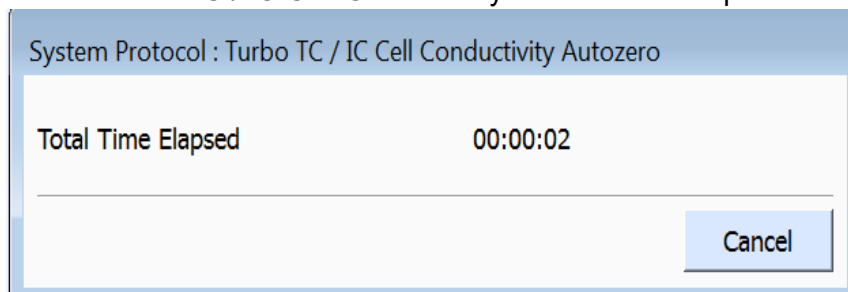 System Protocol : Turbo TC / IC Cell Conductivity Autozero
Total Time Elapsed 00:00:02
Cancel